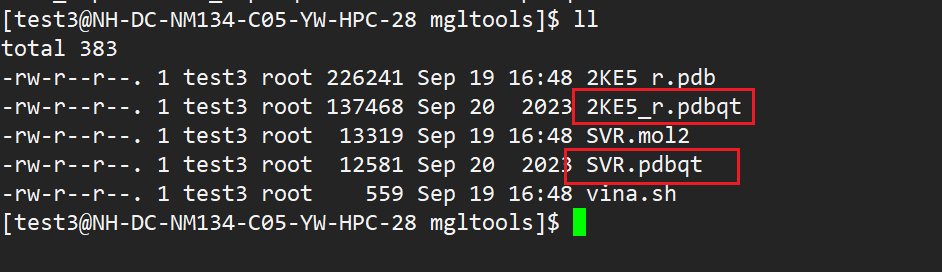 [test3@NH-DC-NM134-C05-YW-HPC-28 mgltools]$ ll
total 383
-rw-r--r--. 1 test3 root 226241 Sep 19 16:48 2KE5_r.pdb
-rw-r--r--. 1 test3 root 137468 Sep 20  2023 2KE5_r.pdbqt
-rw-r--r--. 1 test3 root  13319 Sep 19 16:48 SVR.mol2
-rw-r--r--. 1 test3 root  12581 Sep 20  2023 SVR.pdbqt
-rw-r--r--. 1 test3 root    559 Sep 19 16:48 vina.sh
[test3@NH-DC-NM134-C05-YW-HPC-28 mgltools]$